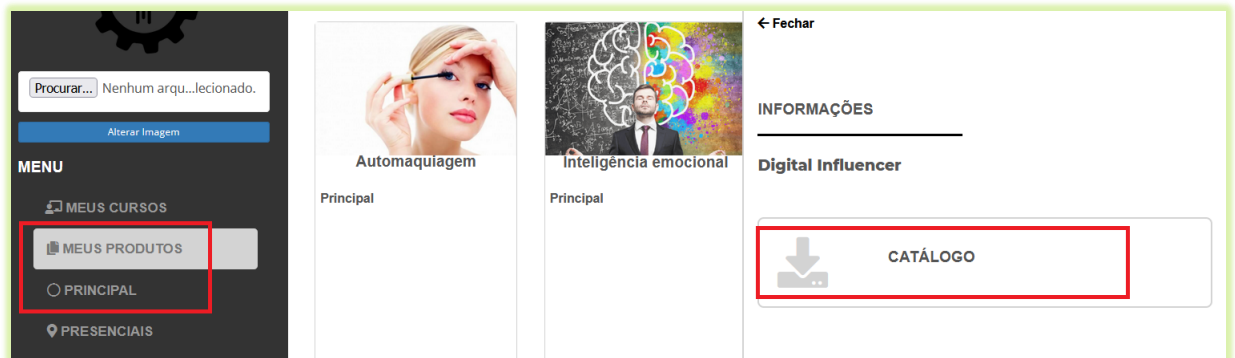 Procurar... Nenhum arqu...lecionado.
Alterar Imagem
MENU
MEUS CURSOS
MEUS PRODUTOS
PRINCIPAL
PRESENCIAIS
Automaquiagem
Principal
Inteligência emocional
Principal
Fechar
INFORMAÇÕES
Digital Influencer
CATÁLOGO